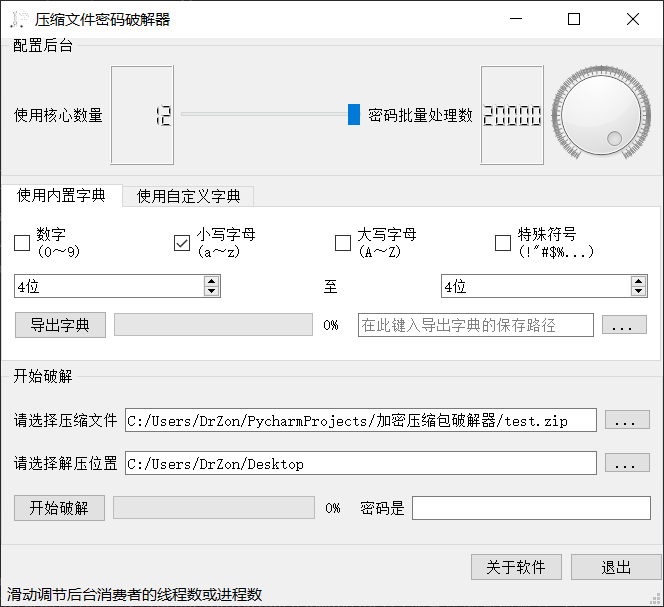 压缩文件密码破解器
配置后台
使用核心数量 12 密码批量处理数 20000
使用内置字典 使用自定义字典
数字 小写字母 大写字母 特殊符号
(0～9) (a～z) (A～Z) (!"#$%...)
4位 至 4位
导出字典 0% 在此键入导出字典的保存路径 ...
开始破解
请选择压缩文件 C:/Users/DrZon/PycharmProjects/加密压缩包破解器/test.zip ...
请选择解压位置 C:/Users/DrZon/Desktop ...
开始破解 0% 密码是
关于软件 退出
滑动调节后台消费者的线程数或进程数